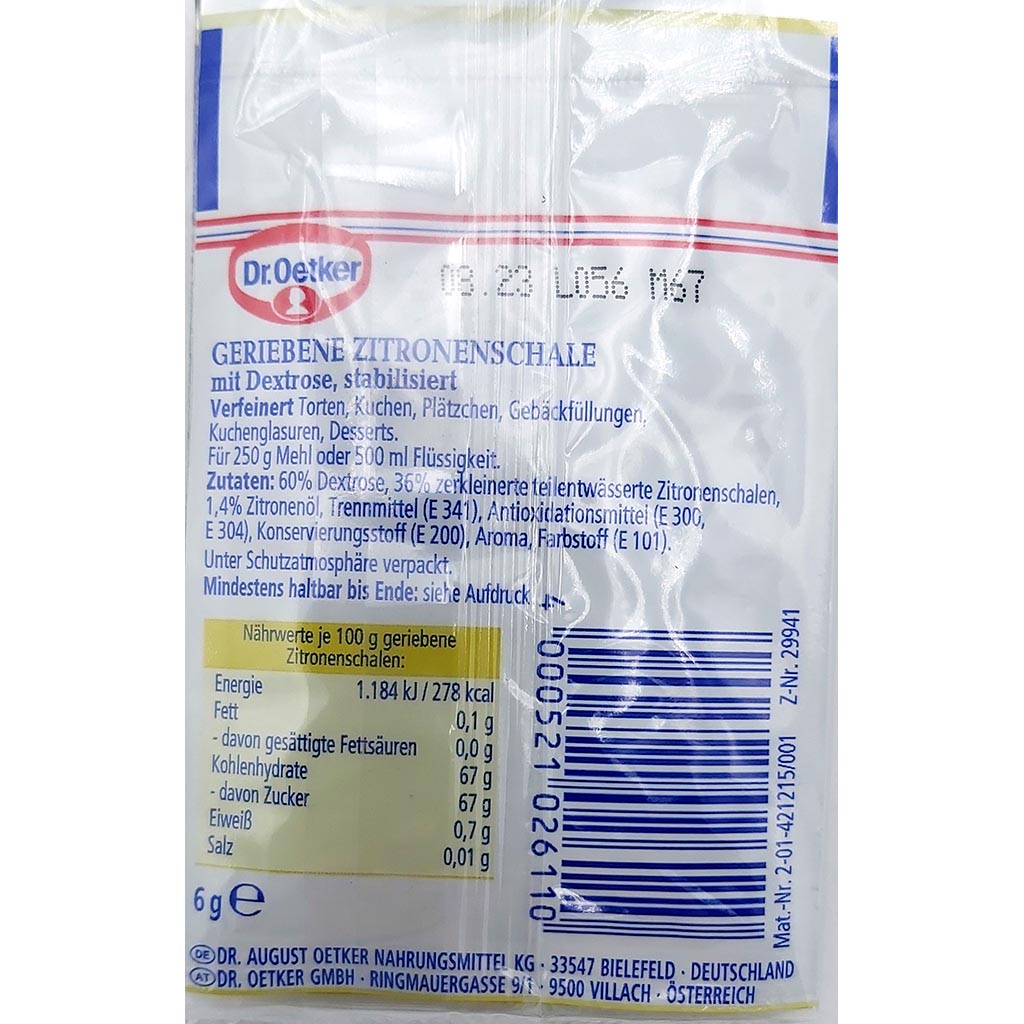 Dr.Oetker
08.23 L056 M67
GERIEBENE ZITRONENSCHALE
mit Dextrose, stabilisiert
Verfeinert Torten, Kuchen, Plätzchen, Gebäckfüllungen,
Kuchenglasuren, Desserts.
Für 250 g Mehl oder 500 ml Flüssigkeit.
Zutaten: 60% Dextrose, 36% zerkleinerte teilentwässerte Zitronenschalen,
1,4% Zitronenöl, Trennmittel (E 341), Antioxidationsmittel (E 300,
E 304), Konservierungsstoff (E 200), Aroma, Farbstoff (E 101).
Unter Schutzatmosphäre verpackt.
Mindestens haltbar bis Ende: siehe Aufdruck
Nährwerte je 100 g geriebene
Zitronenschalen:
Energie 1.184 kJ / 278 kcal
Fett 0,1 g
- davon gesättigte Fettsäuren 0,0 g
Kohlenhydrate 67 g
- davon Zucker 67 g
Eiweiß 0,7 g
Salz 0,01 g
6 g e
4 000521 026110
Mat.-Nr. 2-01-421215/001 Z-Nr. 29941
DE DR. AUGUST OETKER NAHRUNGSMITTEL KG · 33547 BIELEFELD · DEUTSCHLAND
AT DR. OETKER GMBH · RINGMAUERGASSE 9/1 · 9500 VILLACH · ÖSTERREICH